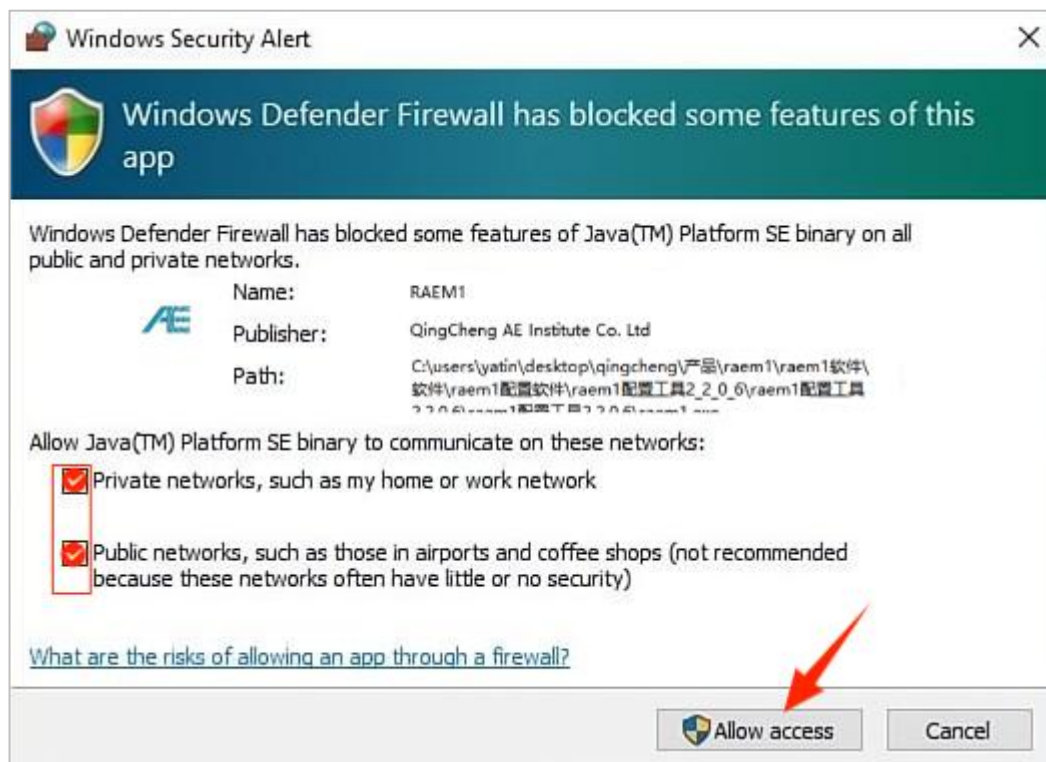 Windows Security Alert
Windows Defender Firewall has blocked some features of this
app
Windows Defender Firewall has blocked some features of Java(TM) Platform SE binary on all
public and private networks.
AE
Name: RAEM1
Publisher: QingCheng AE Institute Co. Ltd
Path: C:\users\yatin\desktop\qingcheng\产品\raem1\raem1软件\
软件\raem1配置软件\raem1配置工具2_2_0_6\raem1配置工具
Allow Java(TM) Platform SE binary to communicate on these networks:
Private networks, such as my home or work network
Public networks, such as those in airports and coffee shops (not recommended
because these networks often have little or no security)
What are the risks of allowing an app through a firewall?
Allow access
Cancel